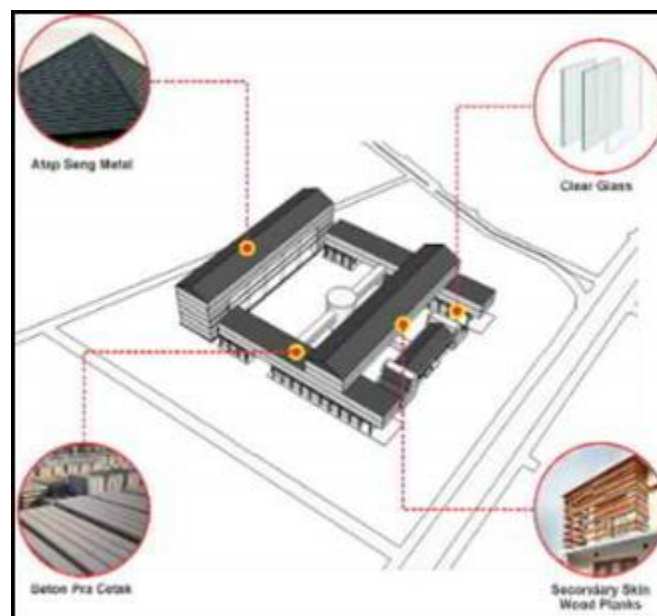 Atap Seng Metal
Clear Glass
Beton Pra Cetak
Secondary Skin
Wood Planks